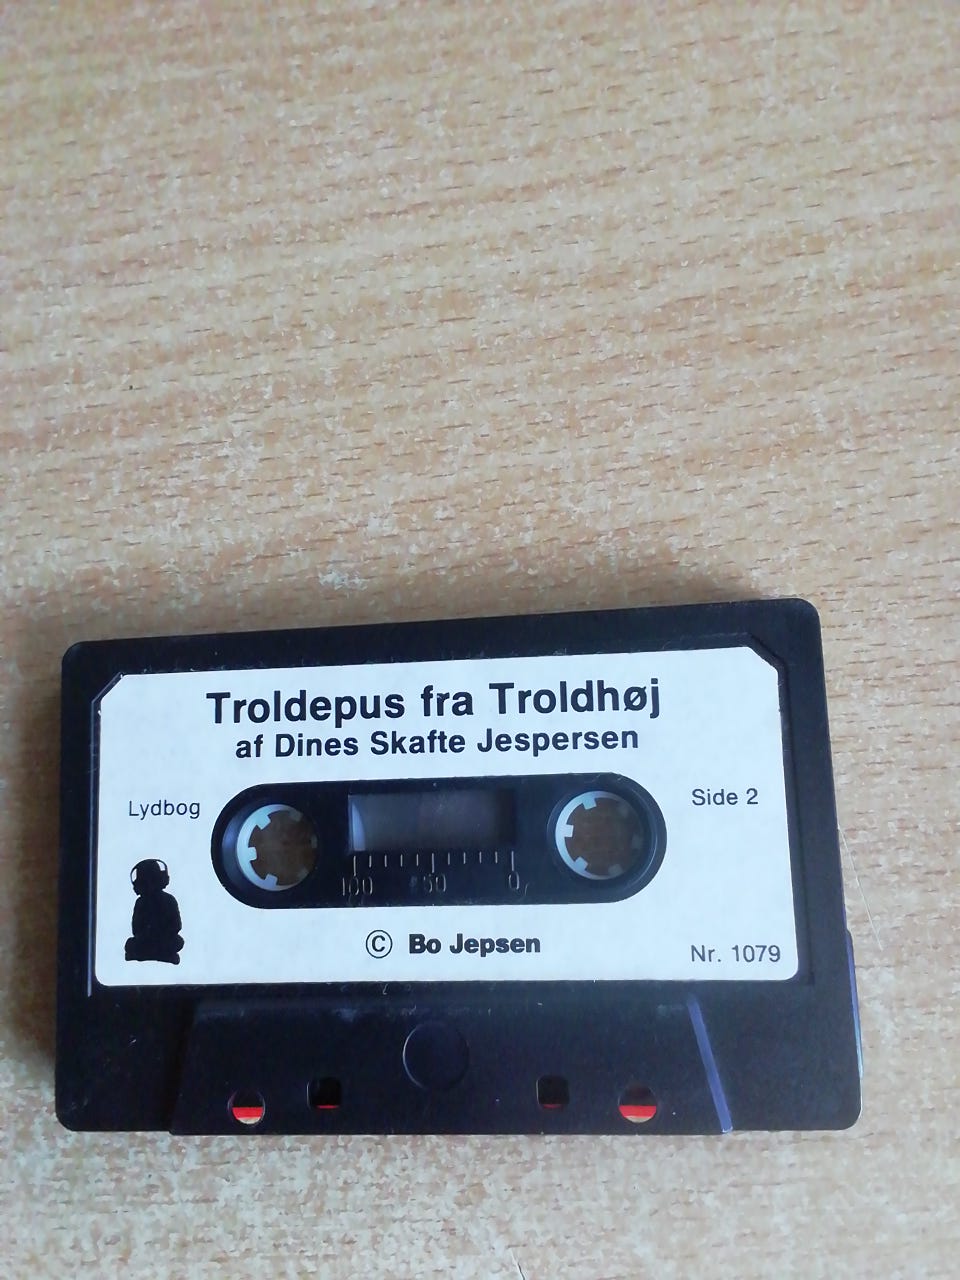 Troldepus fra Troldhøj
af Dines Skafte Jespersen
Lydbog
Side 2
100 50 0
© Bo Jepsen
Nr. 1079